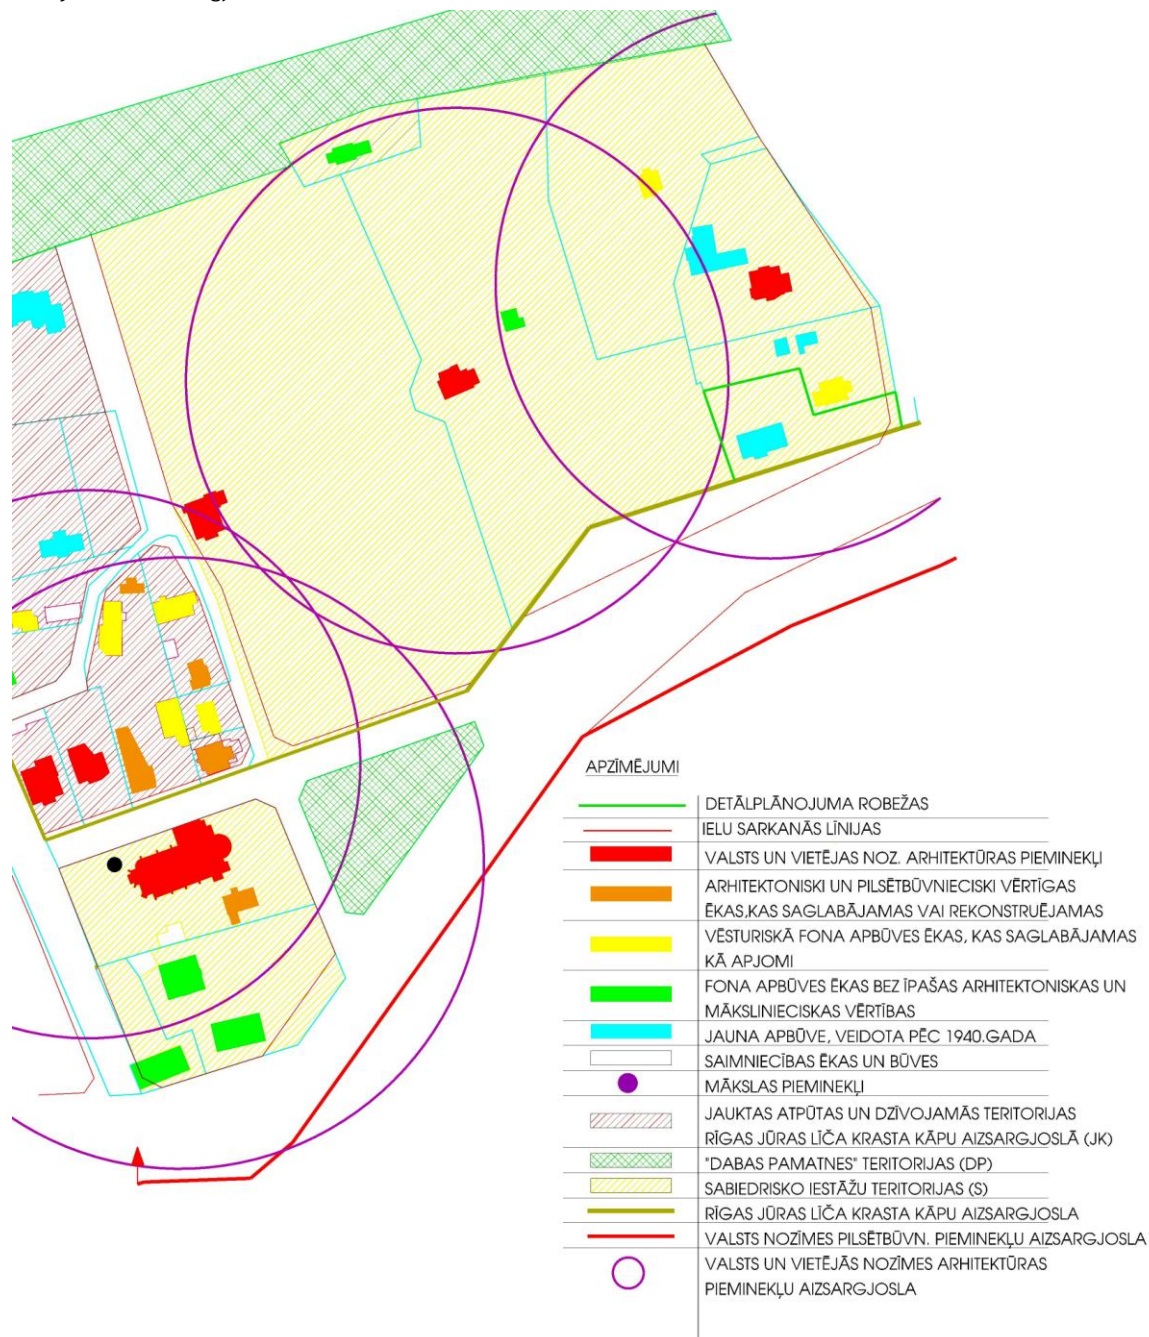 APZĪMĒJUMI
DETĀLPLĀNOJUMA ROBEŽAS
IELU SARKANĀS LĪNIJAS
VALSTS UN VIETĒJAS NOZ. ARHITEKTŪRAS PIEMINEKĻI
ARHITEKTONISKI UN PILSĒTBŪVNIECISKI VĒRTĪGAS
ĒKAS,KAS SAGLABĀJAMAS VAI REKONSTRUĒJAMAS
VĒSTURISKĀ FONA APBŪVES ĒKAS, KAS SAGLABĀJAMAS
KĀ APJOMI
FONA APBŪVES ĒKAS BEZ ĪPAŠAS ARHITEKTONISKAS UN
MĀKSLINIECISKAS VĒRTĪBAS
JAUNA APBŪVE, VEIDOTA PĒC 1940.GADA
SAIMNIECĪBAS ĒKAS UN BŪVES
MĀKSLAS PIEMINEKĻI
JAUKTAS ATPŪTAS UN DZĪVOJAMĀS TERITORIJAS
RĪGAS JŪRAS LĪČA KRASTA KĀPU AIZSARGJOSLĀ (JK)
"DABAS PAMATNES" TERITORIJAS (DP)
SABIEDRISKO IESTĀŽU TERITORIJAS (S)
RĪGAS JŪRAS LĪČA KRASTA KĀPU AIZSARGJOSLA
VALSTS NOZĪMES PILSĒTBŪVN. PIEMINEKĻU AIZSARGJOSLA
VALSTS UN VIETĒJĀS NOZĪMES ARHITEKTŪRAS
PIEMINEKĻU AIZSARGJOSLA